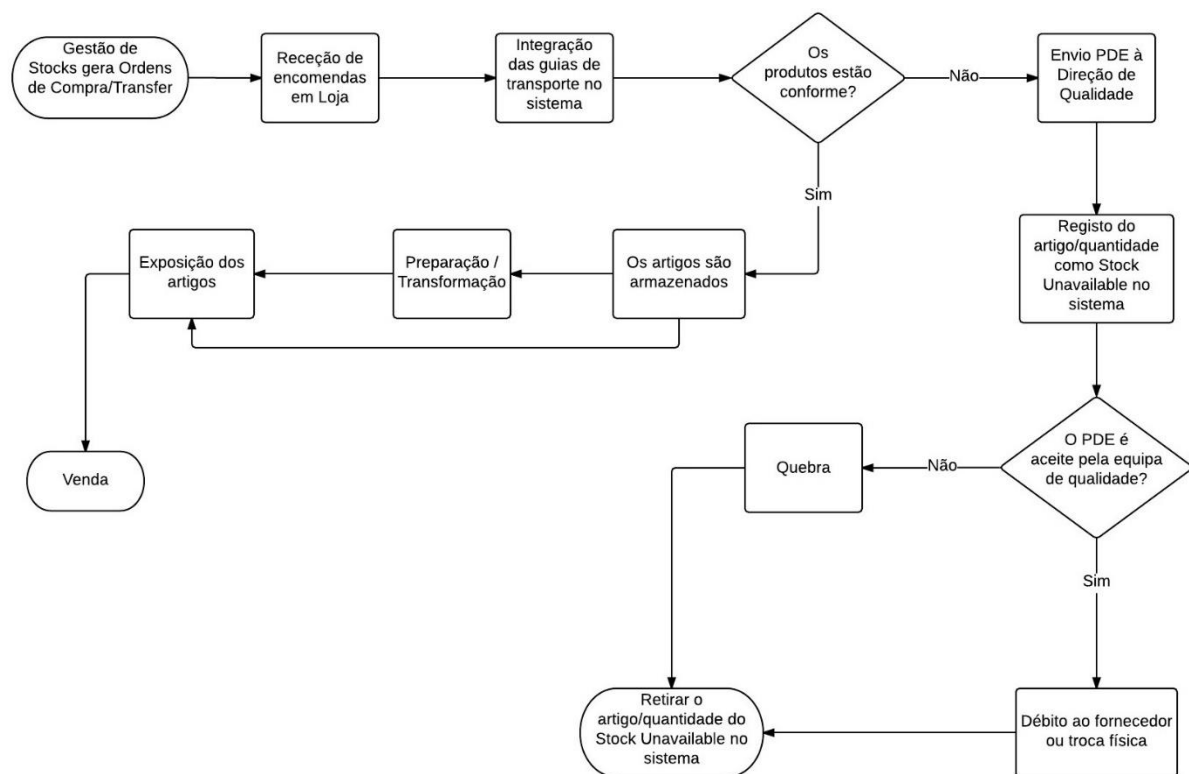 Gestão de
Stocks gera Ordens
de Compra/Transfer
Receção de
encomendas
em Loja
Integração
das guias de
transporte no
sistema
Os
produtos estão
conforme?
Não
Envio PDE à
Direção de
Qualidade
Sim
Registo do
artigo/quantidade
como Stock
Unavailable no
sistema
Exposição dos
artigos
Preparação /
Transformação
Os artigos são
armazenados
Venda
Quebra
Não
O PDE é
aceite pela equipa
de qualidade?
Sim
Retirar o
artigo/quantidade do
Stock Unavailable no
sistema
Débito ao fornecedor
ou troca física